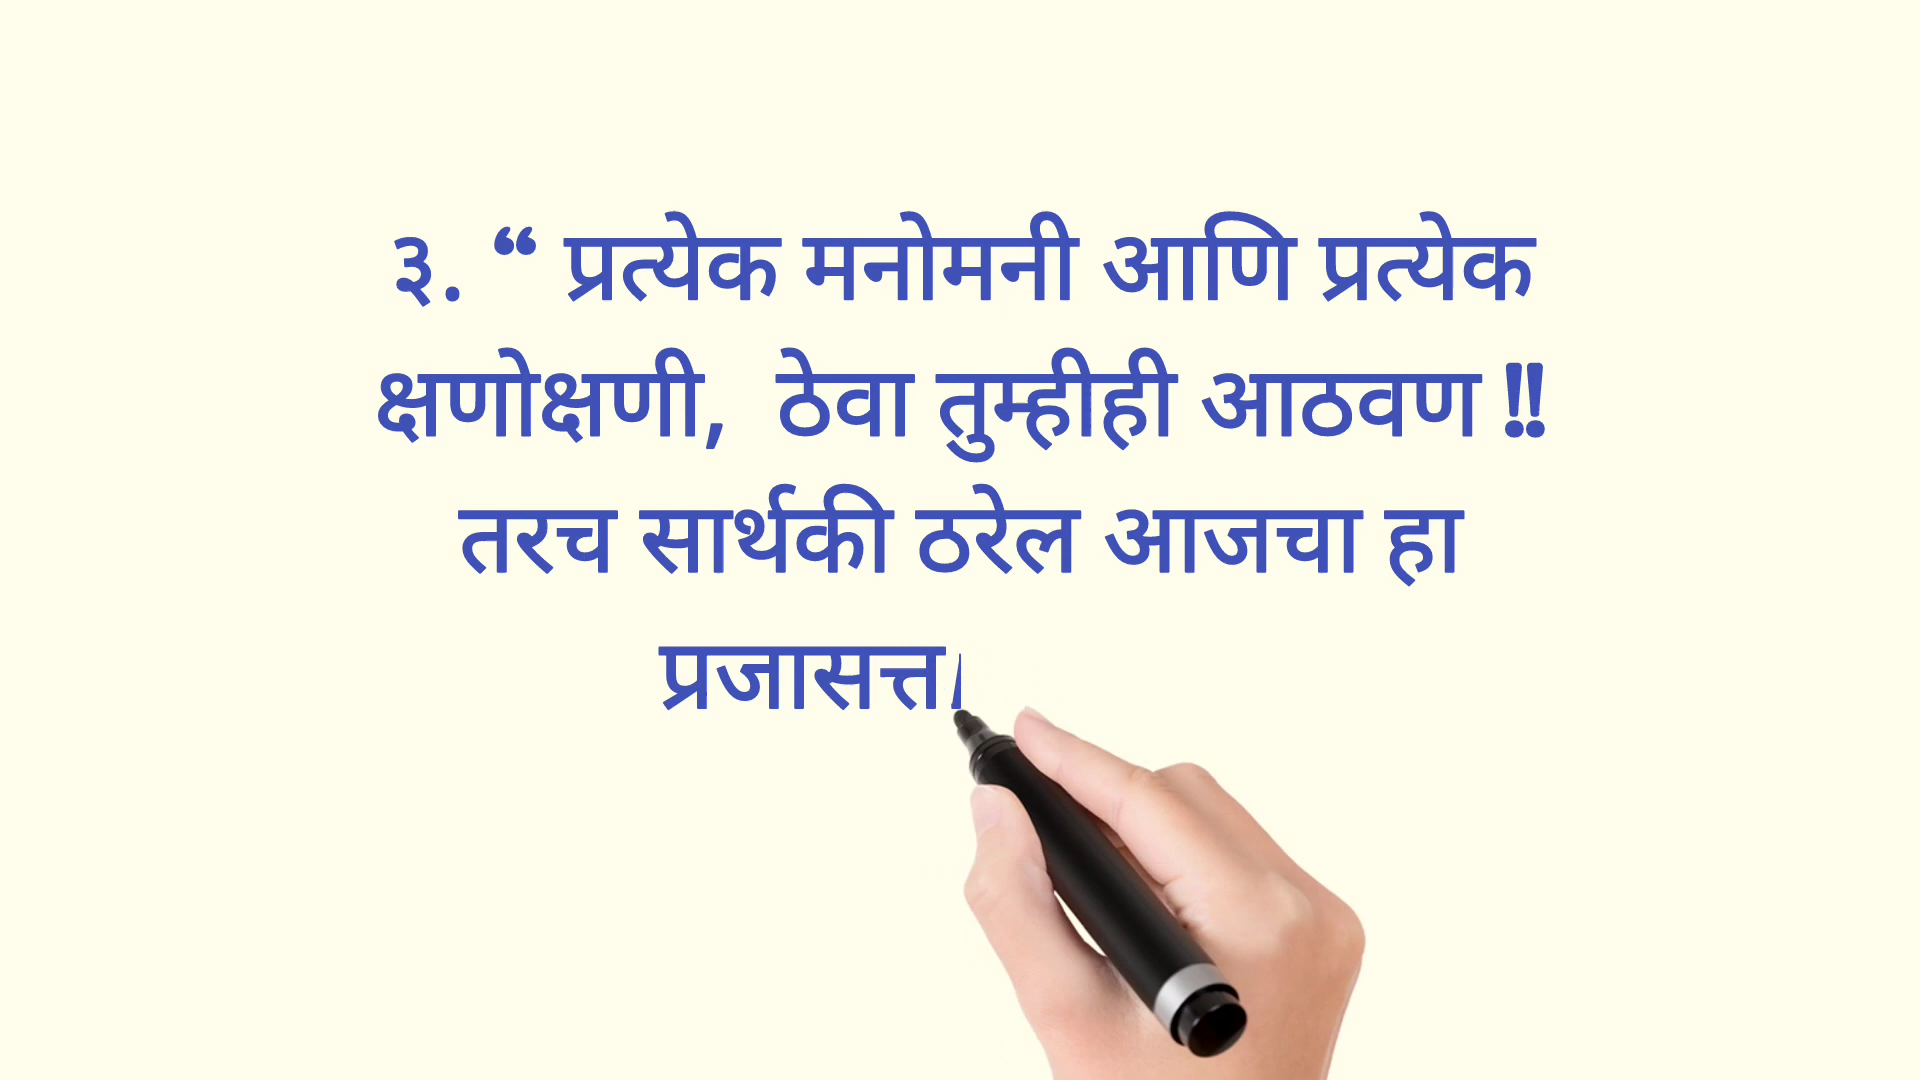 ३. “ प्रत्येक मनोमनी आणि प्रत्येक
क्षणोक्षणी,  ठेवा तुम्हीही आठवण !!
तरच सार्थकी ठरेल आजचा हा
प्रजासत्त